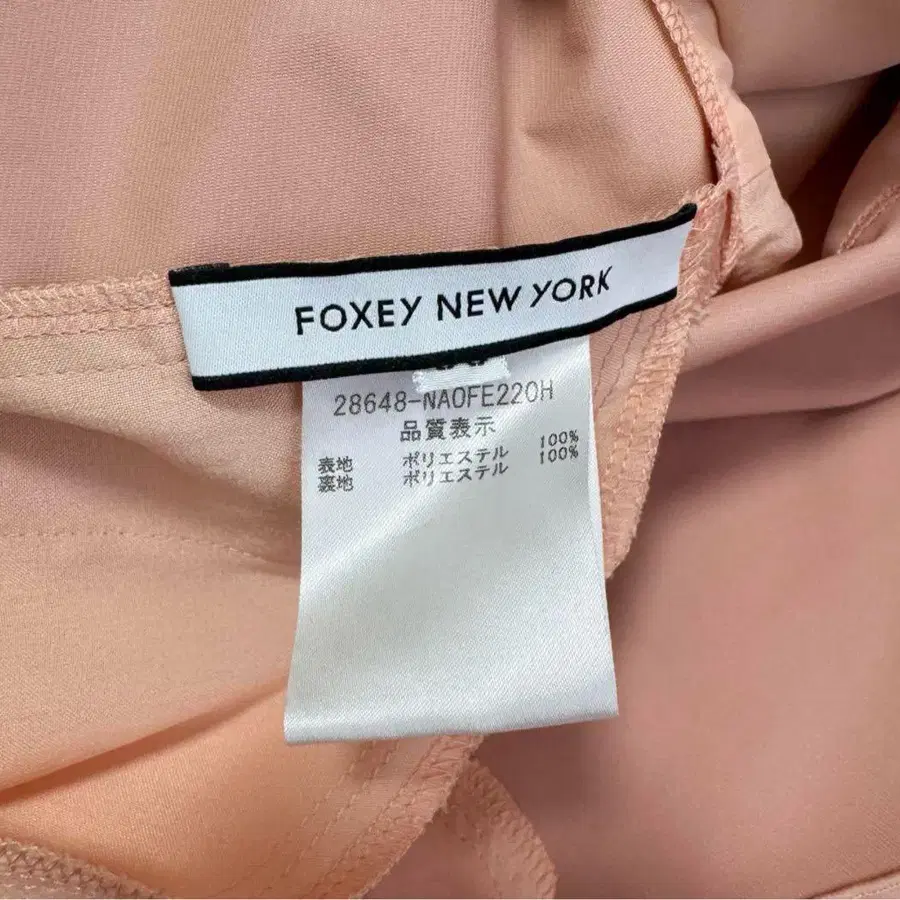 FOXEY NEW YORK
28648-NAOFE220H
品質表示
表地 ポリエステル 100%
裏地 ポリエステル 100%